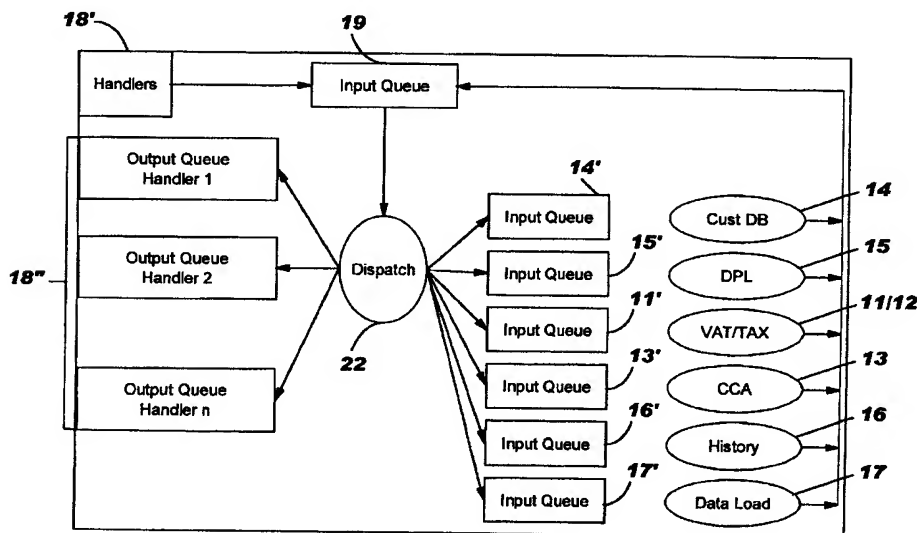 18'
19
Handlers
Input Queue
Output Queue
Handler 1
14'
14
Input Queue
Cust DB
15'
15
18"
Output Queue
Handler 2
Dispatch
Input Queue
DPL
11'
11/12
Input Queue
VAT/TAX
22
13'
13
Output Queue
Handler n
Input Queue
CCA
16'
16
Input Queue
History
17'
17
Input Queue
Data Load